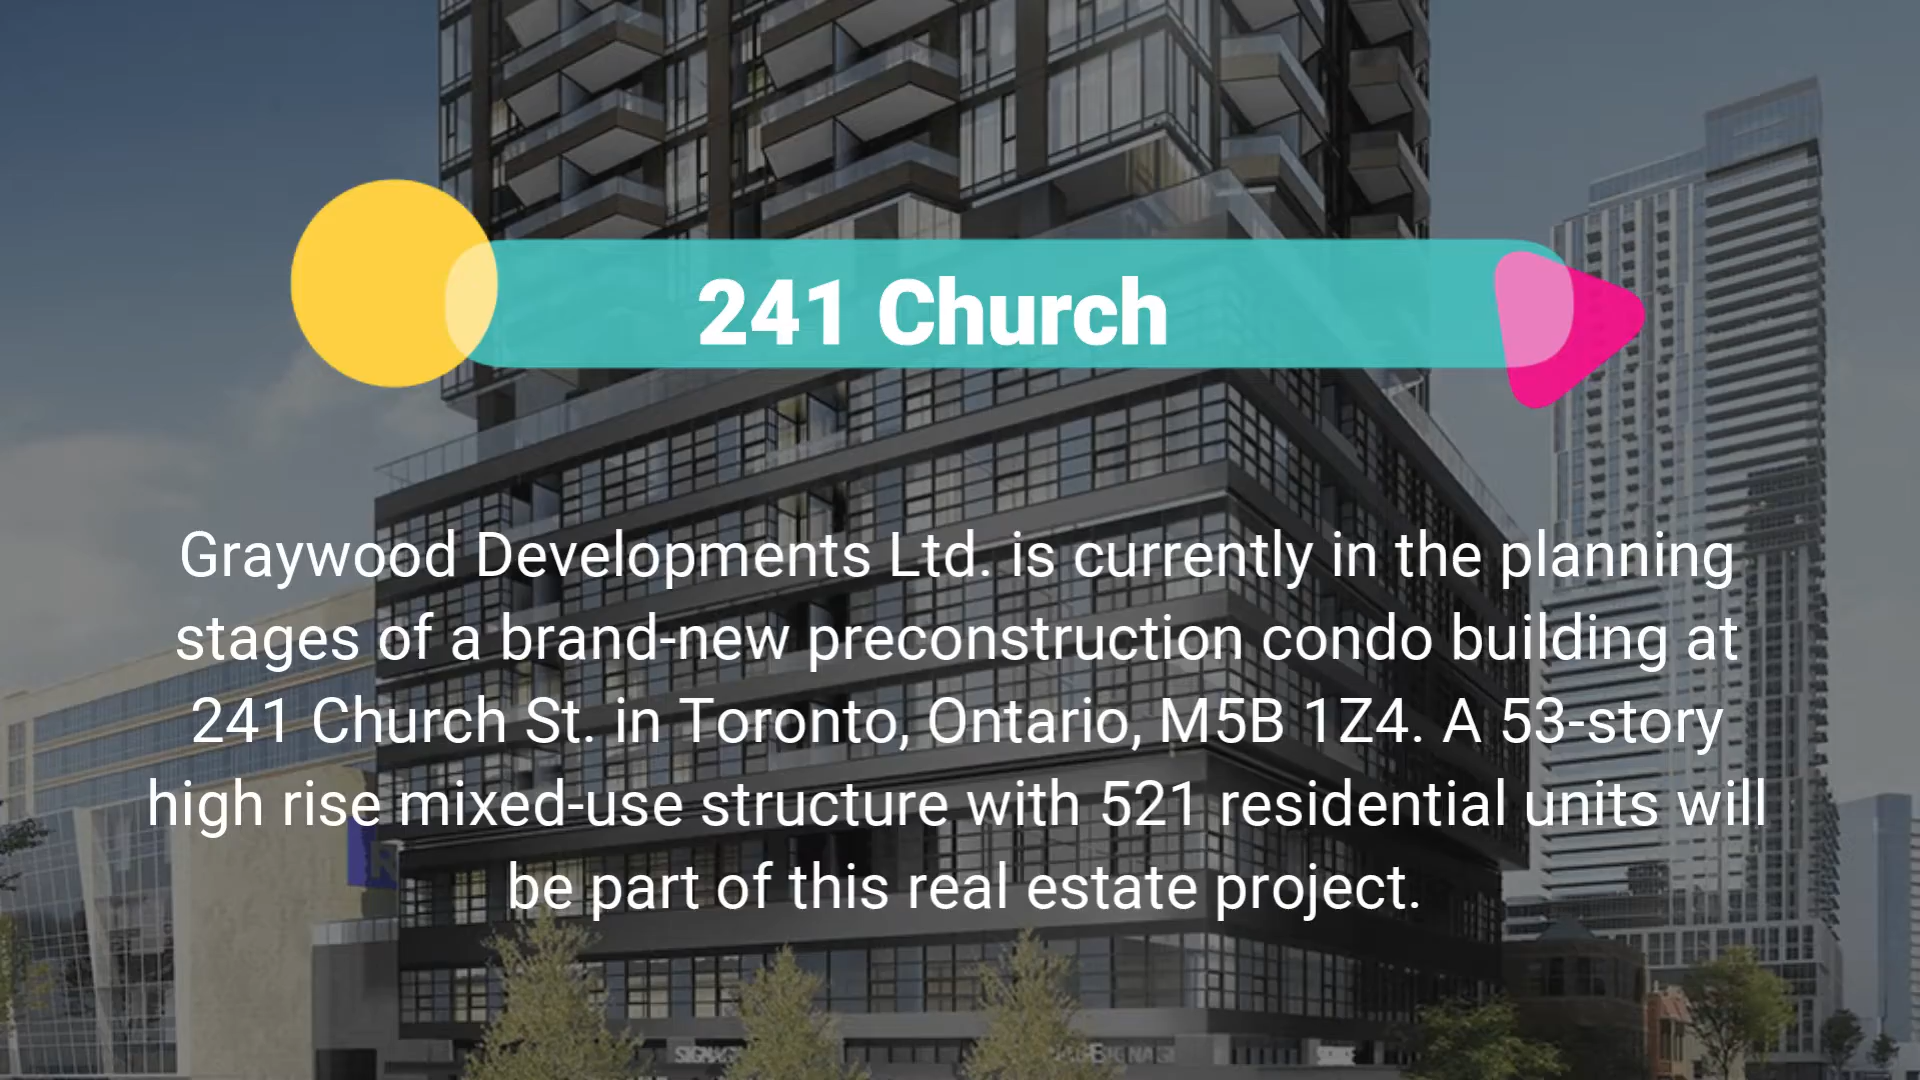 241 Church
Graywood Developments Ltd. is currently in the planning
stages of a brand-new preconstruction condo building at
241 Church St. in Toronto, Ontario, M5B 1Z4. A 53-story
high rise mixed-use structure with 521 residential units will
be part of this real estate project.
R